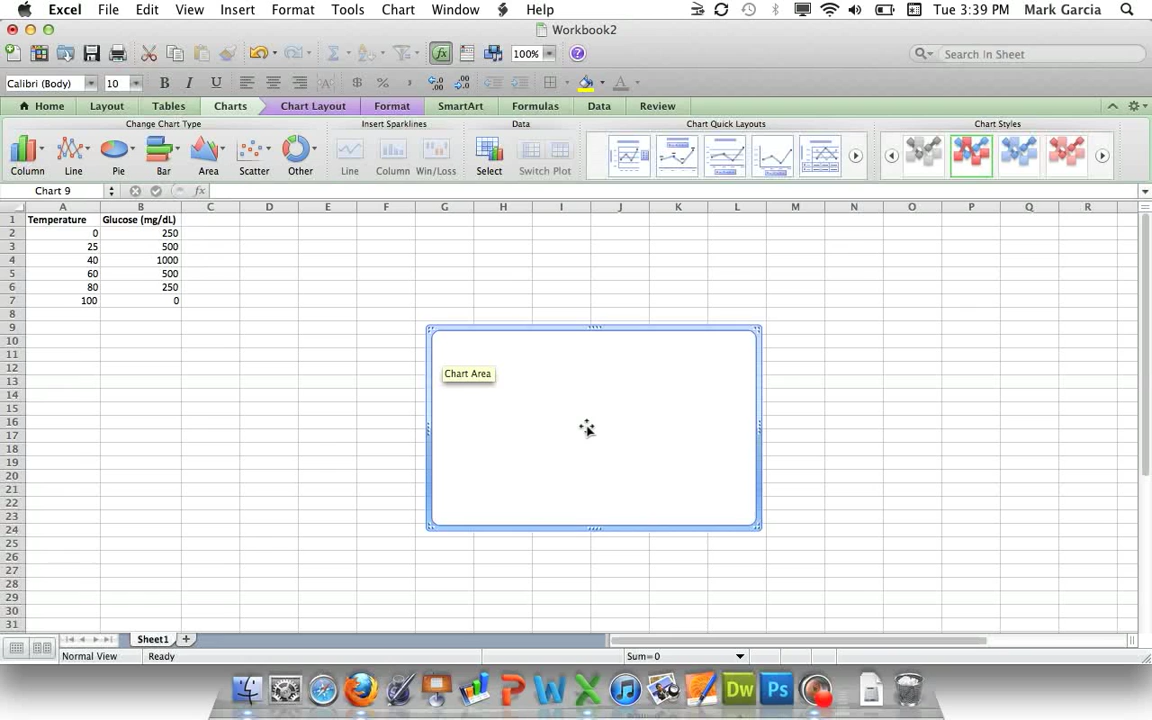 Excel File Edit View Insert Format Tools Chart Window Help Tue 3:39 PM Mark Garcia
Workbook2
100% Search In Sheet
Calibri (Body) 10 B I U $ %
Home Layout Tables Charts Chart Layout Format SmartArt Formulas Data Review
Change Chart Type Insert Sparklines Data Chart Quick Layouts Chart Styles
Column Line Pie Bar Area Scatter Other Line Column Win/Loss Select Switch Plot
Chart 9 fx
A B C D E F G H I J K L M N O P Q R
1 Temperature Glucose (mg/dL)
2 0 250
3 25 500
4 40 1000
5 60 500
6 80 250
7 100 0
8
9
10
11
12 Chart Area
13
14
15
16
17
18
19
20
21
22
23
24
25
26
27
28
29
30
31
Sheet1
Normal View Ready Sum=0
Dw Ps